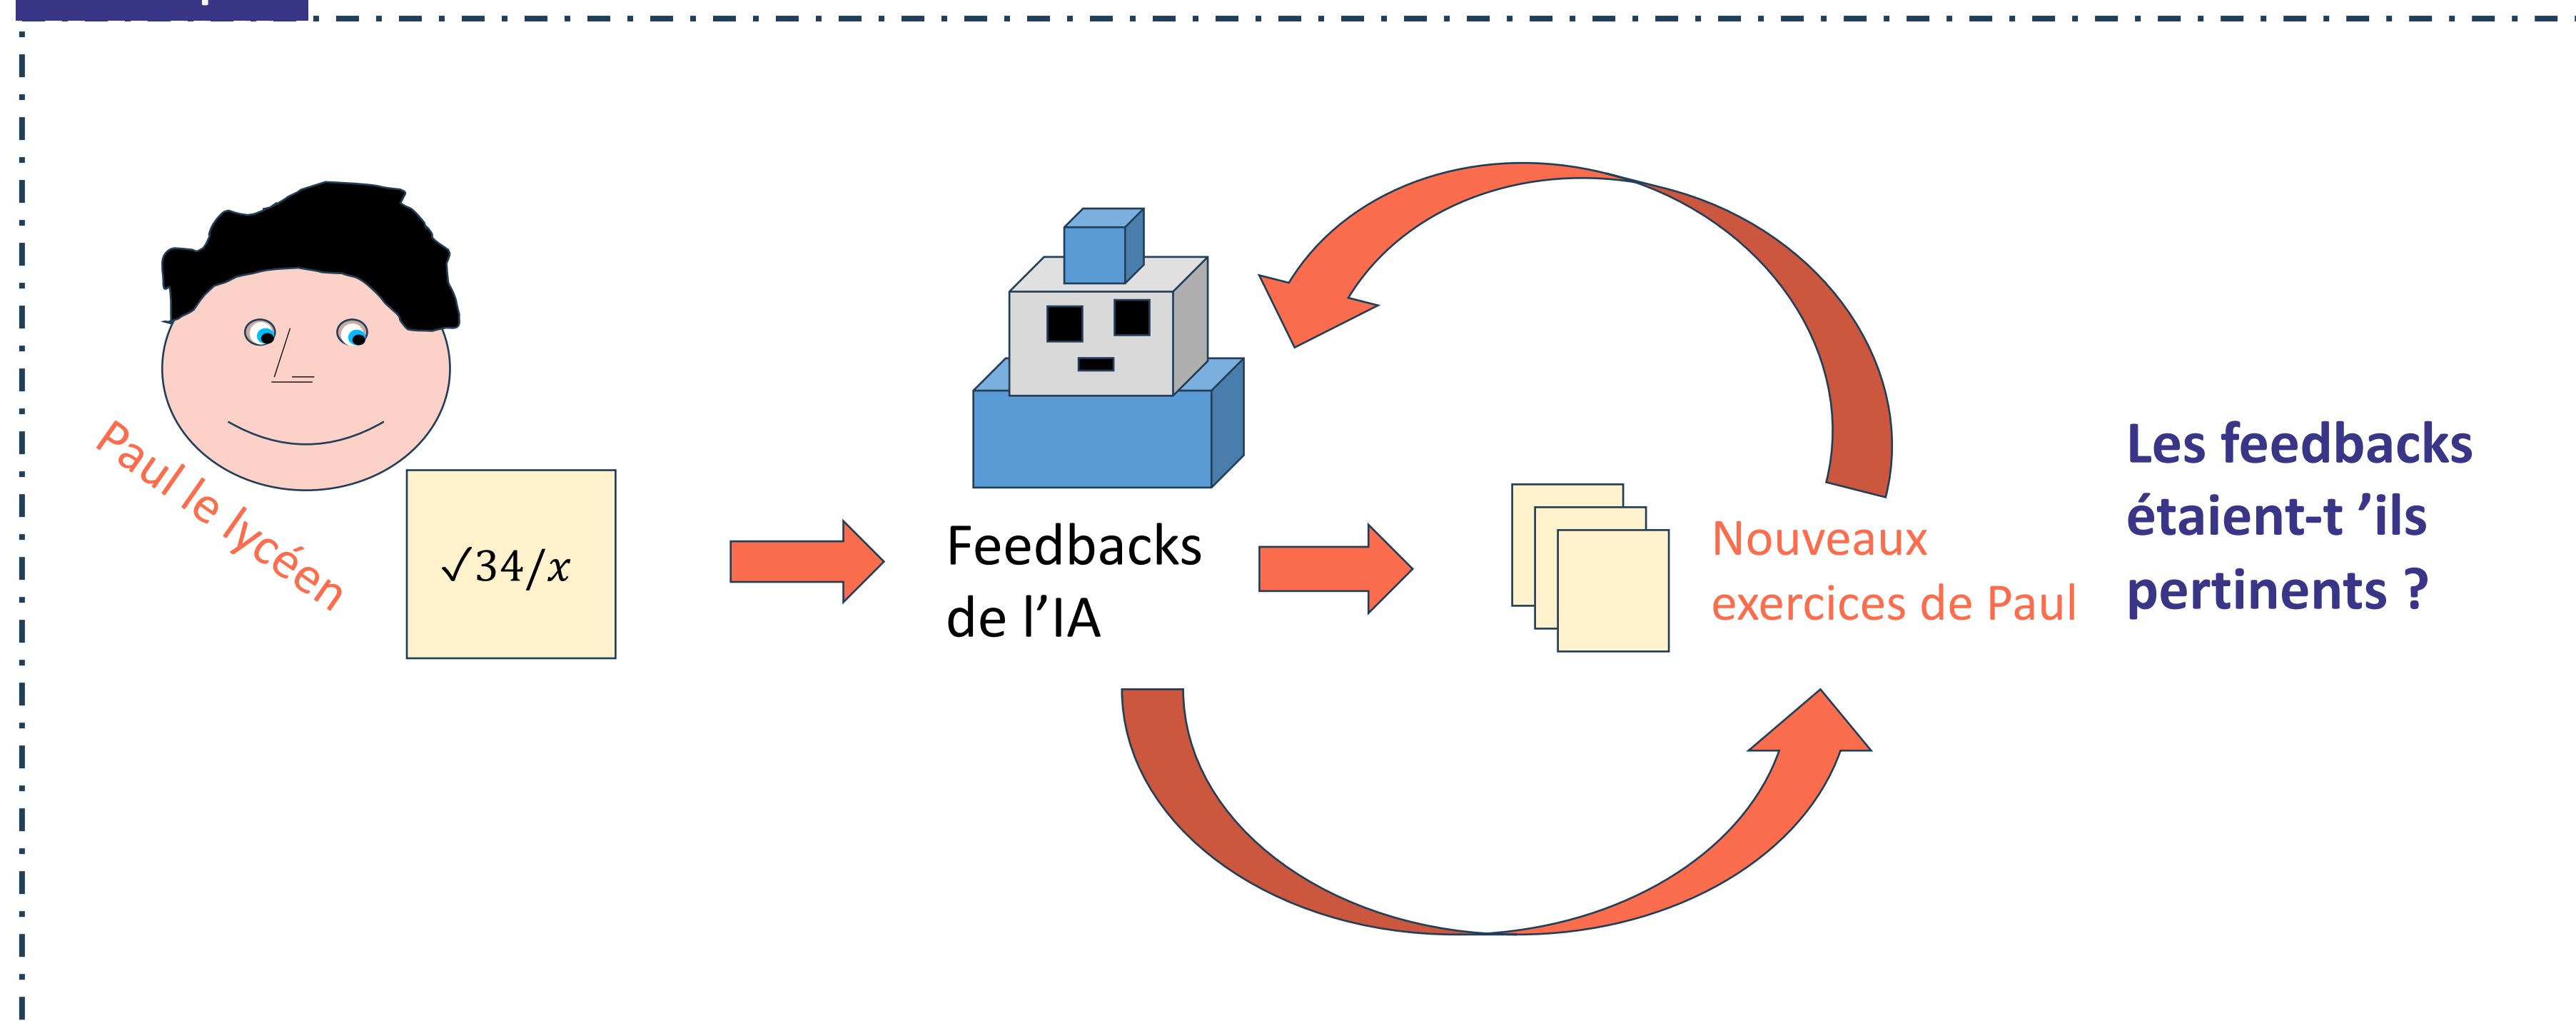 Paul le lycéen
√34/x
Feedbacks
de l’IA
Nouveaux
exercices de Paul
Les feedbacks
étaient-t ’ils
pertinents ?